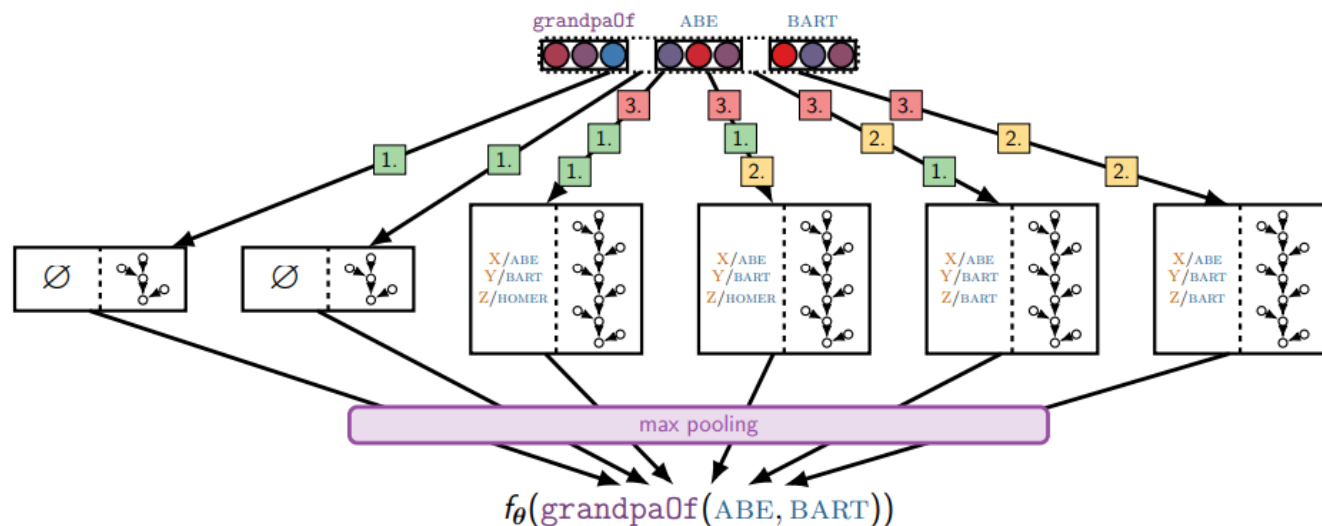 grandpaOf ABE BART
3. 3. 3. 3.
1. 1. 1. 1. 2. 2.
1. 2. 1. 2.
∅ ∅ X/ABE X/ABE X/ABE X/ABE
Y/BART Y/BART Y/BART Y/BART
Z/HOMER Z/HOMER Z/BART Z/BART
max pooling
fθ(grandpaOf(ABE, BART))